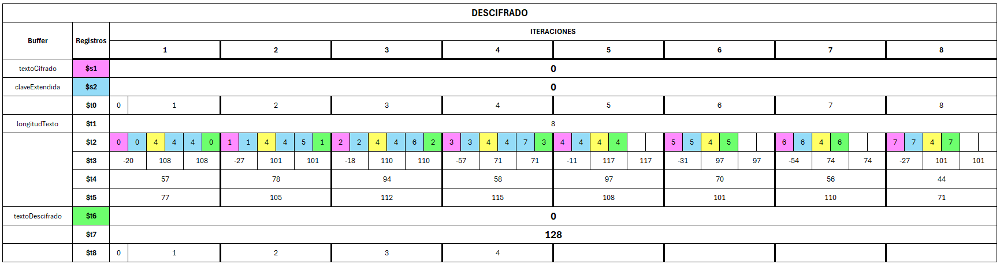 DESCIFRADO
Buffer Registros ITERACIONES
1 2 3 4 5 6 7 8
textoCifrado $s1 0
claveExtendida $s2 0
$t0 0 1 2 3 4 5 6 7 8
longitudTexto $t1 8
$t2 0 0 4 4 4 0 1 1 4 4 5 1 2 2 4 4 6 2 3 3 4 4 7 3 4 4 4 4 5 5 4 5 6 6 4 6 7 7 4 7
$t3 -20 108 108 -27 101 101 -18 110 110 -57 71 71 -11 117 117 -31 97 97 -54 74 74 -27 101 101
$t4 57 78 94 58 97 70 56 44
$t5 77 105 112 115 108 101 110 71
textoDescifrado $t6 0
$t7 128
$t8 0 1 2 3 4